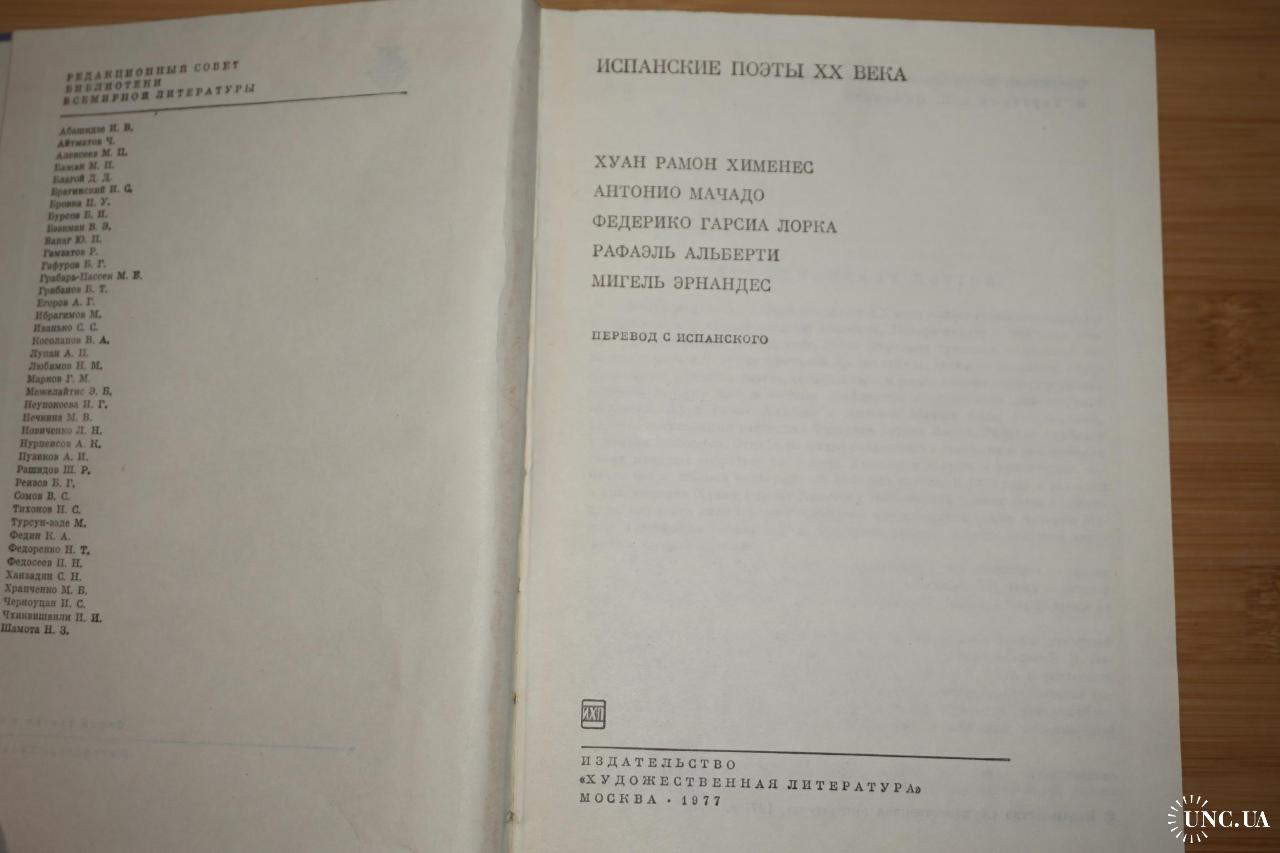 РЕДАКЦИОННЫЙ СОВЕТ
БИБЛИОТЕКИ
ВСЕМИРНОЙ ЛИТЕРАТУРЫ
Абашидзе И. В.
Айтматов Ч.
Алексеев М. П.
Бажан М. П.
Благой Д. Д.
Брагинский И. С.
Бровка П. У.
Бурсов Б. И.
Бээкман В. Э.
Ванаг Ю. П.
Гамзатов Р.
Гафуров Б. Г.
Грабарь-Пассек М. Е.
Грибанов Б. Т.
Егоров А. Г.
Ибрагимов М.
Иванько С. С.
Косолапов В. А.
Лупан А. П.
Любимов Н. М.
Марков Г. М.
Межелайтис Э. Б.
Неупокоева И. Г.
Нечкина М. В.
Новиченко Л. Н.
Нурпеисов А. К.
Пузиков А. И.
Рашидов Ш. Р.
Реизов Б. Г.
Сомов В. С.
Тихонов Н. С.
Турсун-заде М.
Федин К. А.
Федоренко Н. Т.
Федосеев П. Н.
Ханзадян С. Н.
Храпченко М. Б.
Черноуцан И. С.
Чхиквишвили И. И.
Шамота Н. З.
ИСПАНСКИЕ ПОЭТЫ XX ВЕКА
ХУАН РАМОН ХИМЕНЕС
АНТОНИО МАЧАДО
ФЕДЕРИКО ГАРСИА ЛОРКА
РАФАЭЛЬ АЛЬБЕРТИ
МИГЕЛЬ ЭРНАНДЕС
ПЕРЕВОД С ИСПАНСКОГО
ИХЛ
ИЗДАТЕЛЬСТВО
«ХУДОЖЕСТВЕННАЯ ЛИТЕРАТУРА»
МОСКВА · 1977
UNC.UA